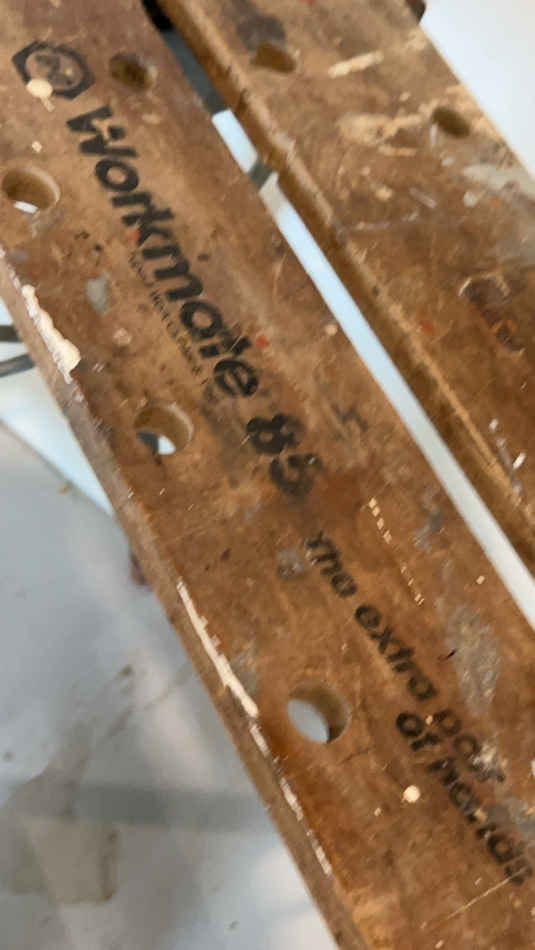 Workmate 85
The extra pair
of hands